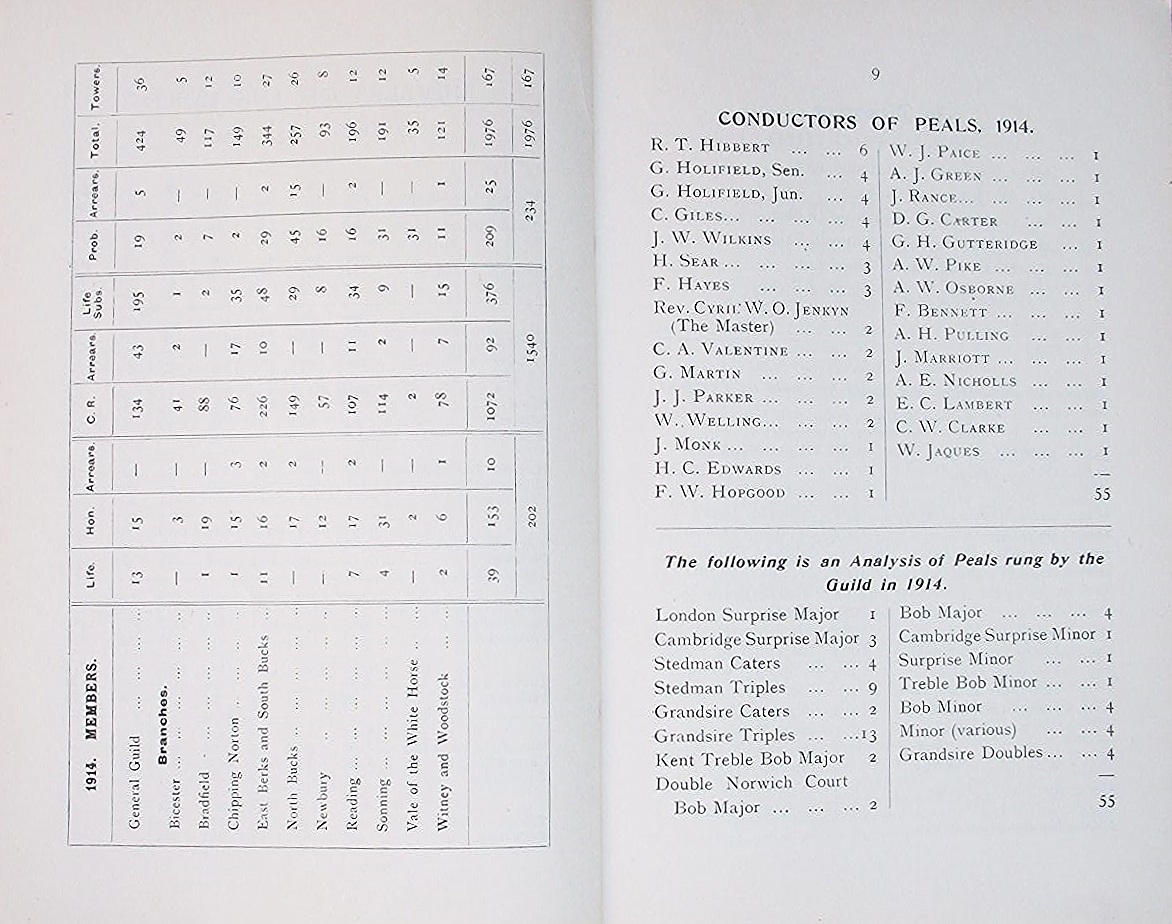 1914. MEMBERS. Life. Hon. Arrears. C. R. Arrears. Life Subs. Prob. Arrears. Total. Towers.
General Guild ... ... ... ... ... 13 15 — 134 43 195 19 5 424 36
Branches.
Bicester ... ... ... ... ... — 3 — 41 2 1 2 — 49 5
Bradfield ... ... ... ... ... 1 19 — 88 — 2 7 — 117 12
Chipping Norton ... ... ... ... 1 15 3 76 17 35 2 — 149 10
East Berks and South Bucks ... 11 16 2 226 10 48 29 2 344 27
North Bucks ... ... ... ... ... — 17 2 149 — 29 45 15 257 26
Newbury ... ... ... ... — 12 — 57 — 8 16 — 93 8
Reading ... ... ... ... ... 7 17 2 107 11 34 16 2 196 12
Sonning ... ... ... ... ... 4 31 — 114 2 9 31 — 191 12
Vale of the White Horse ... ... — 2 — 2 — — 31 — 35 5
Witney and Woodstock ... ... 2 6 1 78 7 15 11 1 121 14
39 153 10 1072 92 376 209 25 1976 167
202 1540 234 1976 167
9
CONDUCTORS OF PEALS, 1914.
R. T. HIBBERT ... ... 6
G. HOLIFIELD, Sen. ... 4
G. HOLIFIELD, Jun. ... 4
C. GILES... ... ... ... 4
J. W. WILKINS ... ... 4
H. SEAR ... ... ... ... 3
F. HAYES ... ... ... 3
REV. CYRIL W. O. JENKYN
(The Master) ... ... 2
C. A. VALENTINE ... ... 2
G. MARTIN ... ... ... 2
J. J. PARKER ... ... ... 2
W. WELLING... ... ... 2
J. MONK ... ... ... ... 1
H. C. EDWARDS ... ... 1
F. W. HOPGOOD ... ... 1
W. J. PAICE ... ... ... 1
A. J. GREEN ... ... ... 1
J. RANCE... ... ... ... 1
D. G. CARTER ... ... 1
G. H. GUTTERIDGE ... 1
A. W. PIKE ... ... ... 1
A. W. OSBORNE ... ... 1
F. BENNETT ... ... ... 1
A. H. PULLING ... ... 1
J. MARRIOTT ... ... ... 1
A. E. NICHOLLS ... ... 1
E. C. LAMBERT ... ... 1
C. W. CLARKE ... ... 1
W. JAQUES ... ... ... 1
55
The following is an Analysis of Peals rung by the
Guild in 1914.
London Surprise Major 1
Cambridge Surprise Major 3
Stedman Caters ... ... 4
Stedman Triples ... ... 9
Grandsire Caters ... ... 2
Grandsire Triples ... ...13
Kent Treble Bob Major 2
Double Norwich Court
Bob Major ... ... ... 2
Bob Major ... ... ... 4
Cambridge Surprise Minor 1
Surprise Minor ... ... 1
Treble Bob Minor ... ... 1
Bob Minor ... ... ... 4
Minor (various) ... ... 4
Grandsire Doubles... ... 4
55